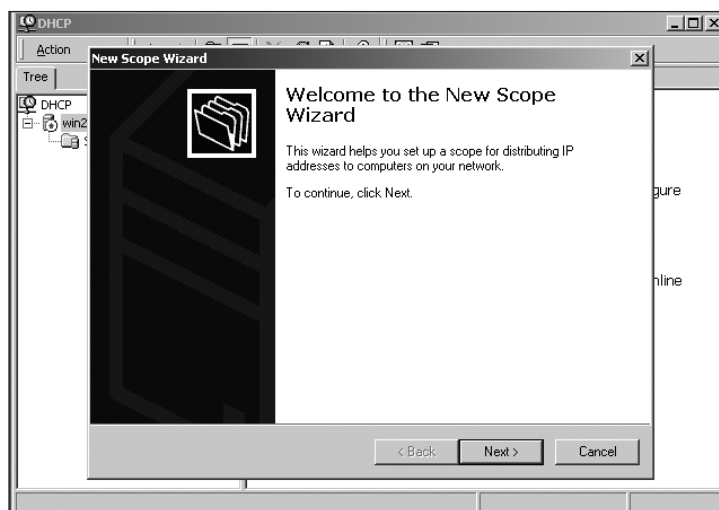 DHCP
Action
New Scope Wizard
Tree
DHCP
win2
Welcome to the New Scope
Wizard
This wizard helps you set up a scope for distributing IP
addresses to computers on your network.
To continue, click Next.
gure
nline
< Back
Next >
Cancel